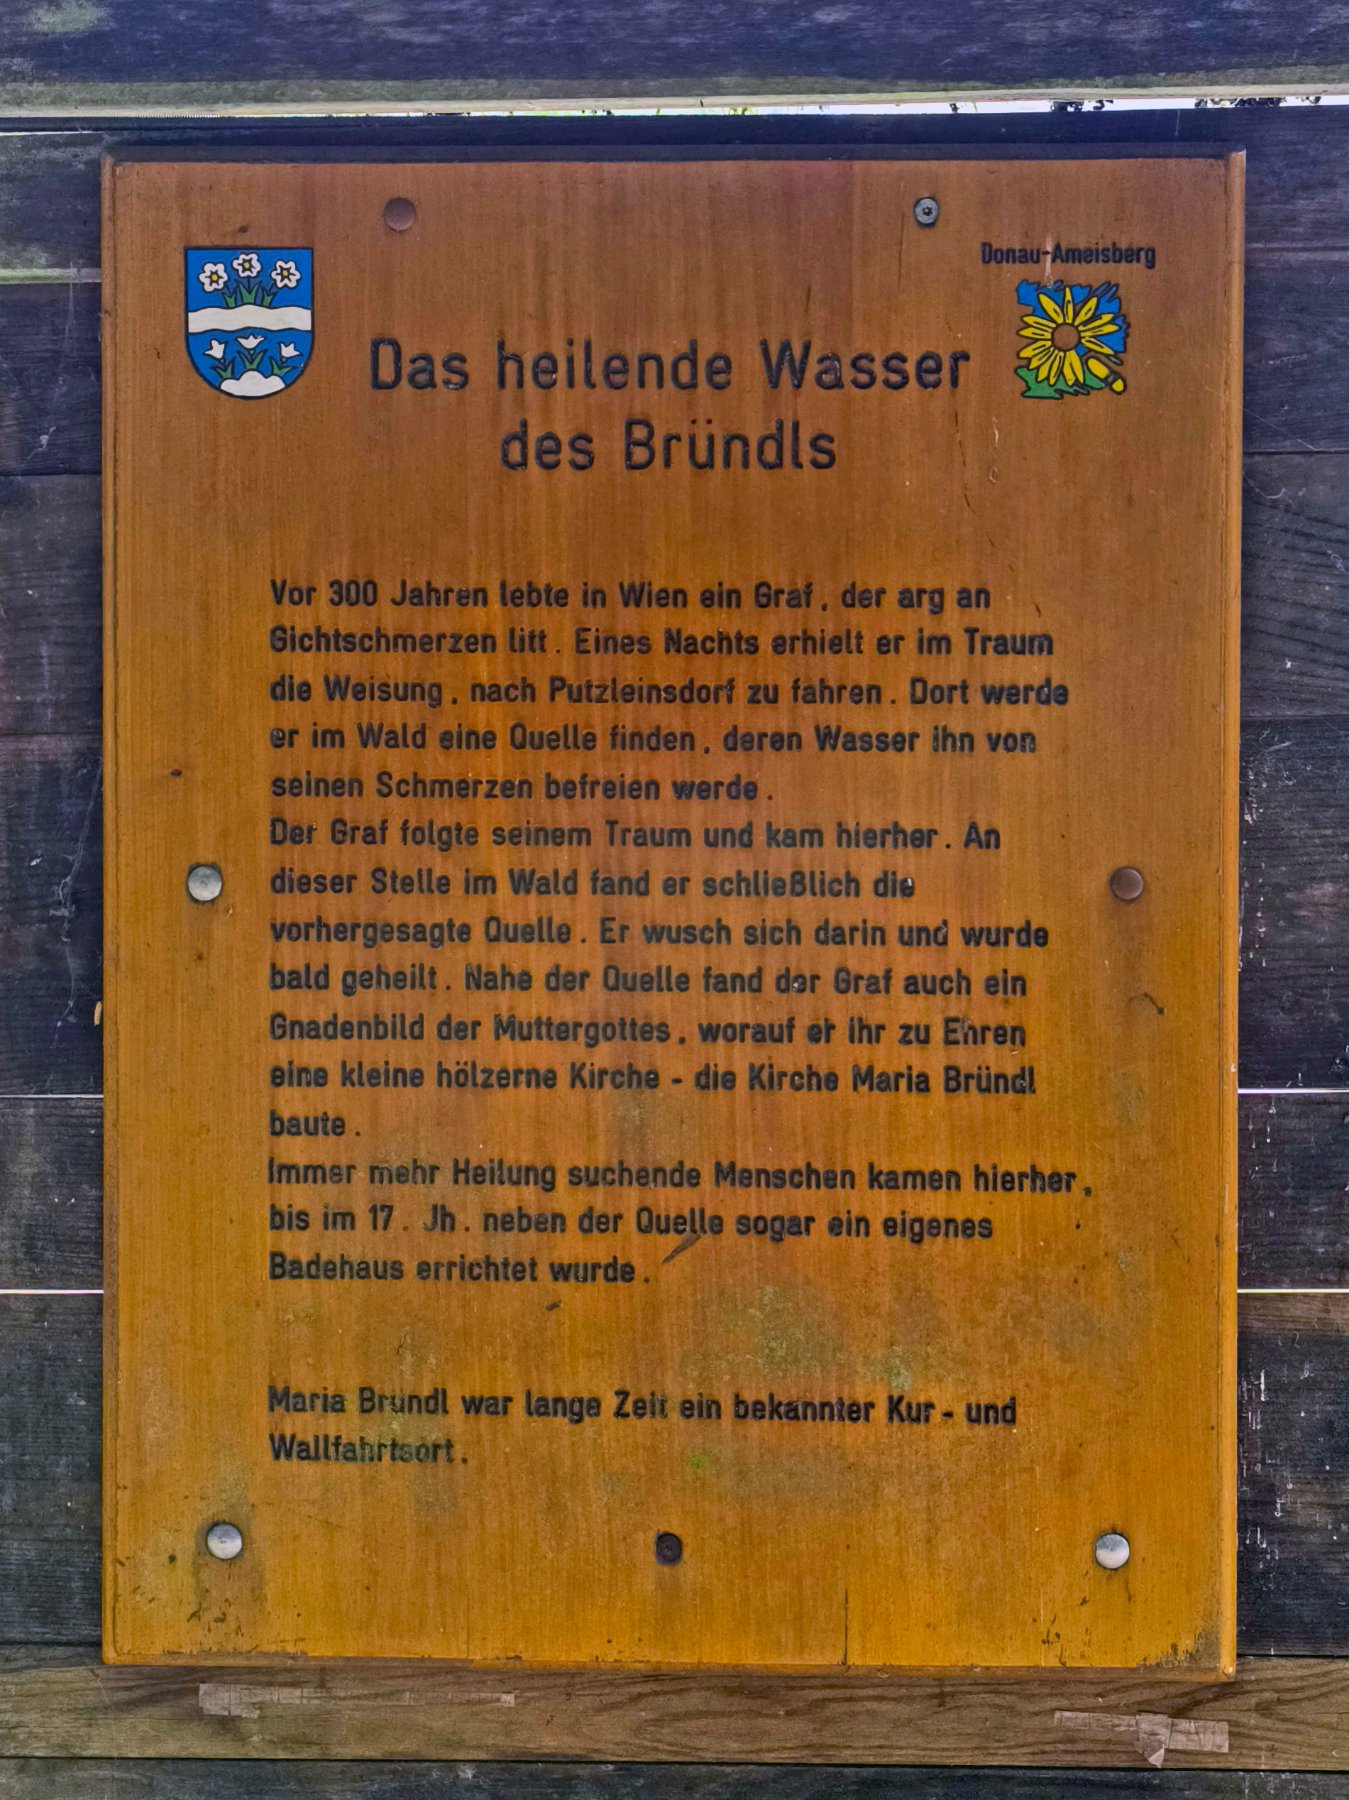 Donau-Ameisberg
Das heilende Wasser
des Bründls
Vor 300 Jahren lebte in Wien ein Graf, der arg an
Gichtschmerzen litt. Eines Nachts erhielt er im Traum
die Weisung, nach Putzleinsdorf zu fahren. Dort werde
er im Wald eine Quelle finden, deren Wasser ihn von
seinen Schmerzen befreien werde.
Der Graf folgte seinem Traum und kam hierher. An
dieser Stelle im Wald fand er schließlich die
vorhergesagte Quelle. Er wusch sich darin und wurde
bald geheilt. Nahe der Quelle fand der Graf auch ein
Gnadenbild der Muttergottes, worauf er ihr zu Ehren
eine kleine hölzerne Kirche - die Kirche Maria Bründl
baute.
Immer mehr Heilung suchende Menschen kamen hierher,
bis im 17. Jh. neben der Quelle sogar ein eigenes
Badehaus errichtet wurde.
Maria Bründl war lange Zeit ein bekannter Kur- und
Wallfahrtsort.